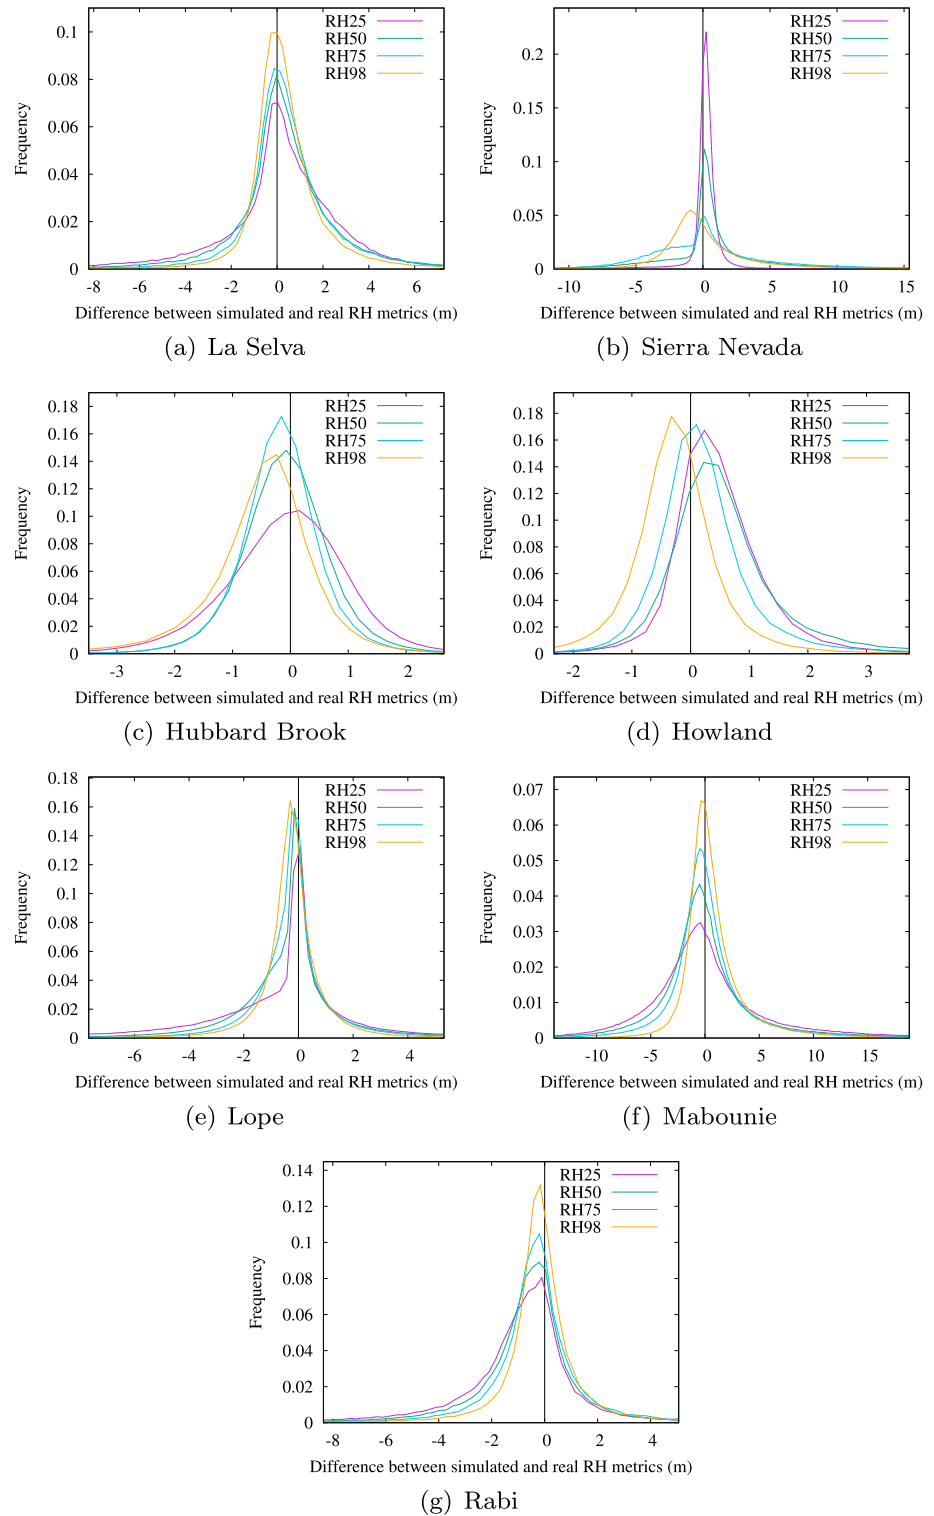 0.1
0.08
0.06
0.04
0.02
0
Frequency
RH25
RH50
RH75
RH98
-8 -6 -4 -2 0 2 4 6
Difference between simulated and real RH metrics (m)
(a) La Selva
0.2
0.15
0.1
0.05
0
Frequency
RH25
RH50
RH75
RH98
-10 -5 0 5 10 15
Difference between simulated and real RH metrics (m)
(b) Sierra Nevada
0.18
0.16
0.14
0.12
0.1
0.08
0.06
0.04
0.02
0
Frequency
RH25
RH50
RH75
RH98
-3 -2 -1 0 1 2
Difference between simulated and real RH metrics (m)
(c) Hubbard Brook
0.18
0.16
0.14
0.12
0.1
0.08
0.06
0.04
0.02
0
Frequency
RH25
RH50
RH75
RH98
-2 -1 0 1 2 3
Difference between simulated and real RH metrics (m)
(d) Howland
0.18
0.16
0.14
0.12
0.1
0.08
0.06
0.04
0.02
0
Frequency
RH25
RH50
RH75
RH98
-6 -4 -2 0 2 4
Difference between simulated and real RH metrics (m)
(e) Lope
0.07
0.06
0.05
0.04
0.03
0.02
0.01
0
Frequency
RH25
RH50
RH75
RH98
-10 -5 0 5 10 15
Difference between simulated and real RH metrics (m)
(f) Mabounie
0.14
0.12
0.1
0.08
0.06
0.04
0.02
0
Frequency
RH25
RH50
RH75
RH98
-8 -6 -4 -2 0 2 4
Difference between simulated and real RH metrics (m)
(g) Rabi